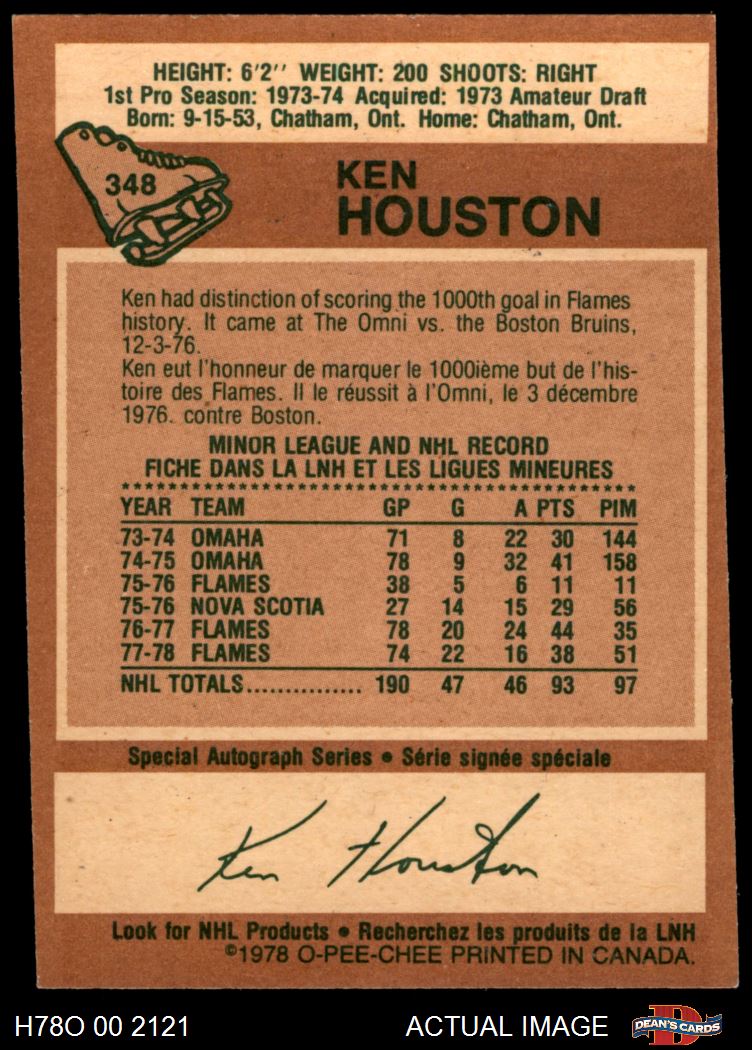 HEIGHT: 6'2'' WEIGHT: 200 SHOOTS: RIGHT
1st Pro Season: 1973-74 Acquired: 1973 Amateur Draft
Born: 9-15-53, Chatham, Ont. Home: Chatham, Ont.
348
KEN
HOUSTON
Ken had distinction of scoring the 1000th goal in Flames
history. It came at The Omni vs. the Boston Bruins,
12-3-76.
Ken eut l'honneur de marquer le 1000ième but de l'his-
toire des Flames. Il le réussit à l'Omni, le 3 décembre
1976. contre Boston.
MINOR LEAGUE AND NHL RECORD
FICHE DANS LA LNH ET LES LIGUES MINEURES
YEAR TEAM GP G A PTS PIM
73-74 OMAHA 71 8 22 30 144
74-75 OMAHA 78 9 32 41 158
75-76 FLAMES 38 5 6 11 11
75-76 NOVA SCOTIA 27 14 15 29 56
76-77 FLAMES 78 20 24 44 35
77-78 FLAMES 74 22 16 38 51
NHL TOTALS............... 190 47 46 93 97
Special Autograph Series • Série signée spéciale
Ken Houston
Look for NHL Products • Recherchez les produits de la LNH
©1978 O-PEE-CHEE PRINTED IN CANADA.
H78O 00 2121 ACTUAL IMAGE D DEAN'S CARDS